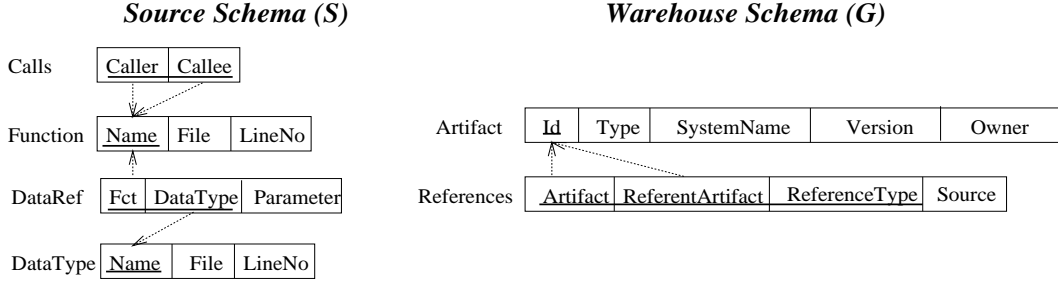 Source Schema (S) Warehouse Schema (G)
Calls Caller Callee
Function Name File LineNo
Artifact Id Type SystemName Version Owner
DataRef Fct DataType Parameter
References Artifact ReferentArtifact ReferenceType Source
DataType Name File LineNo